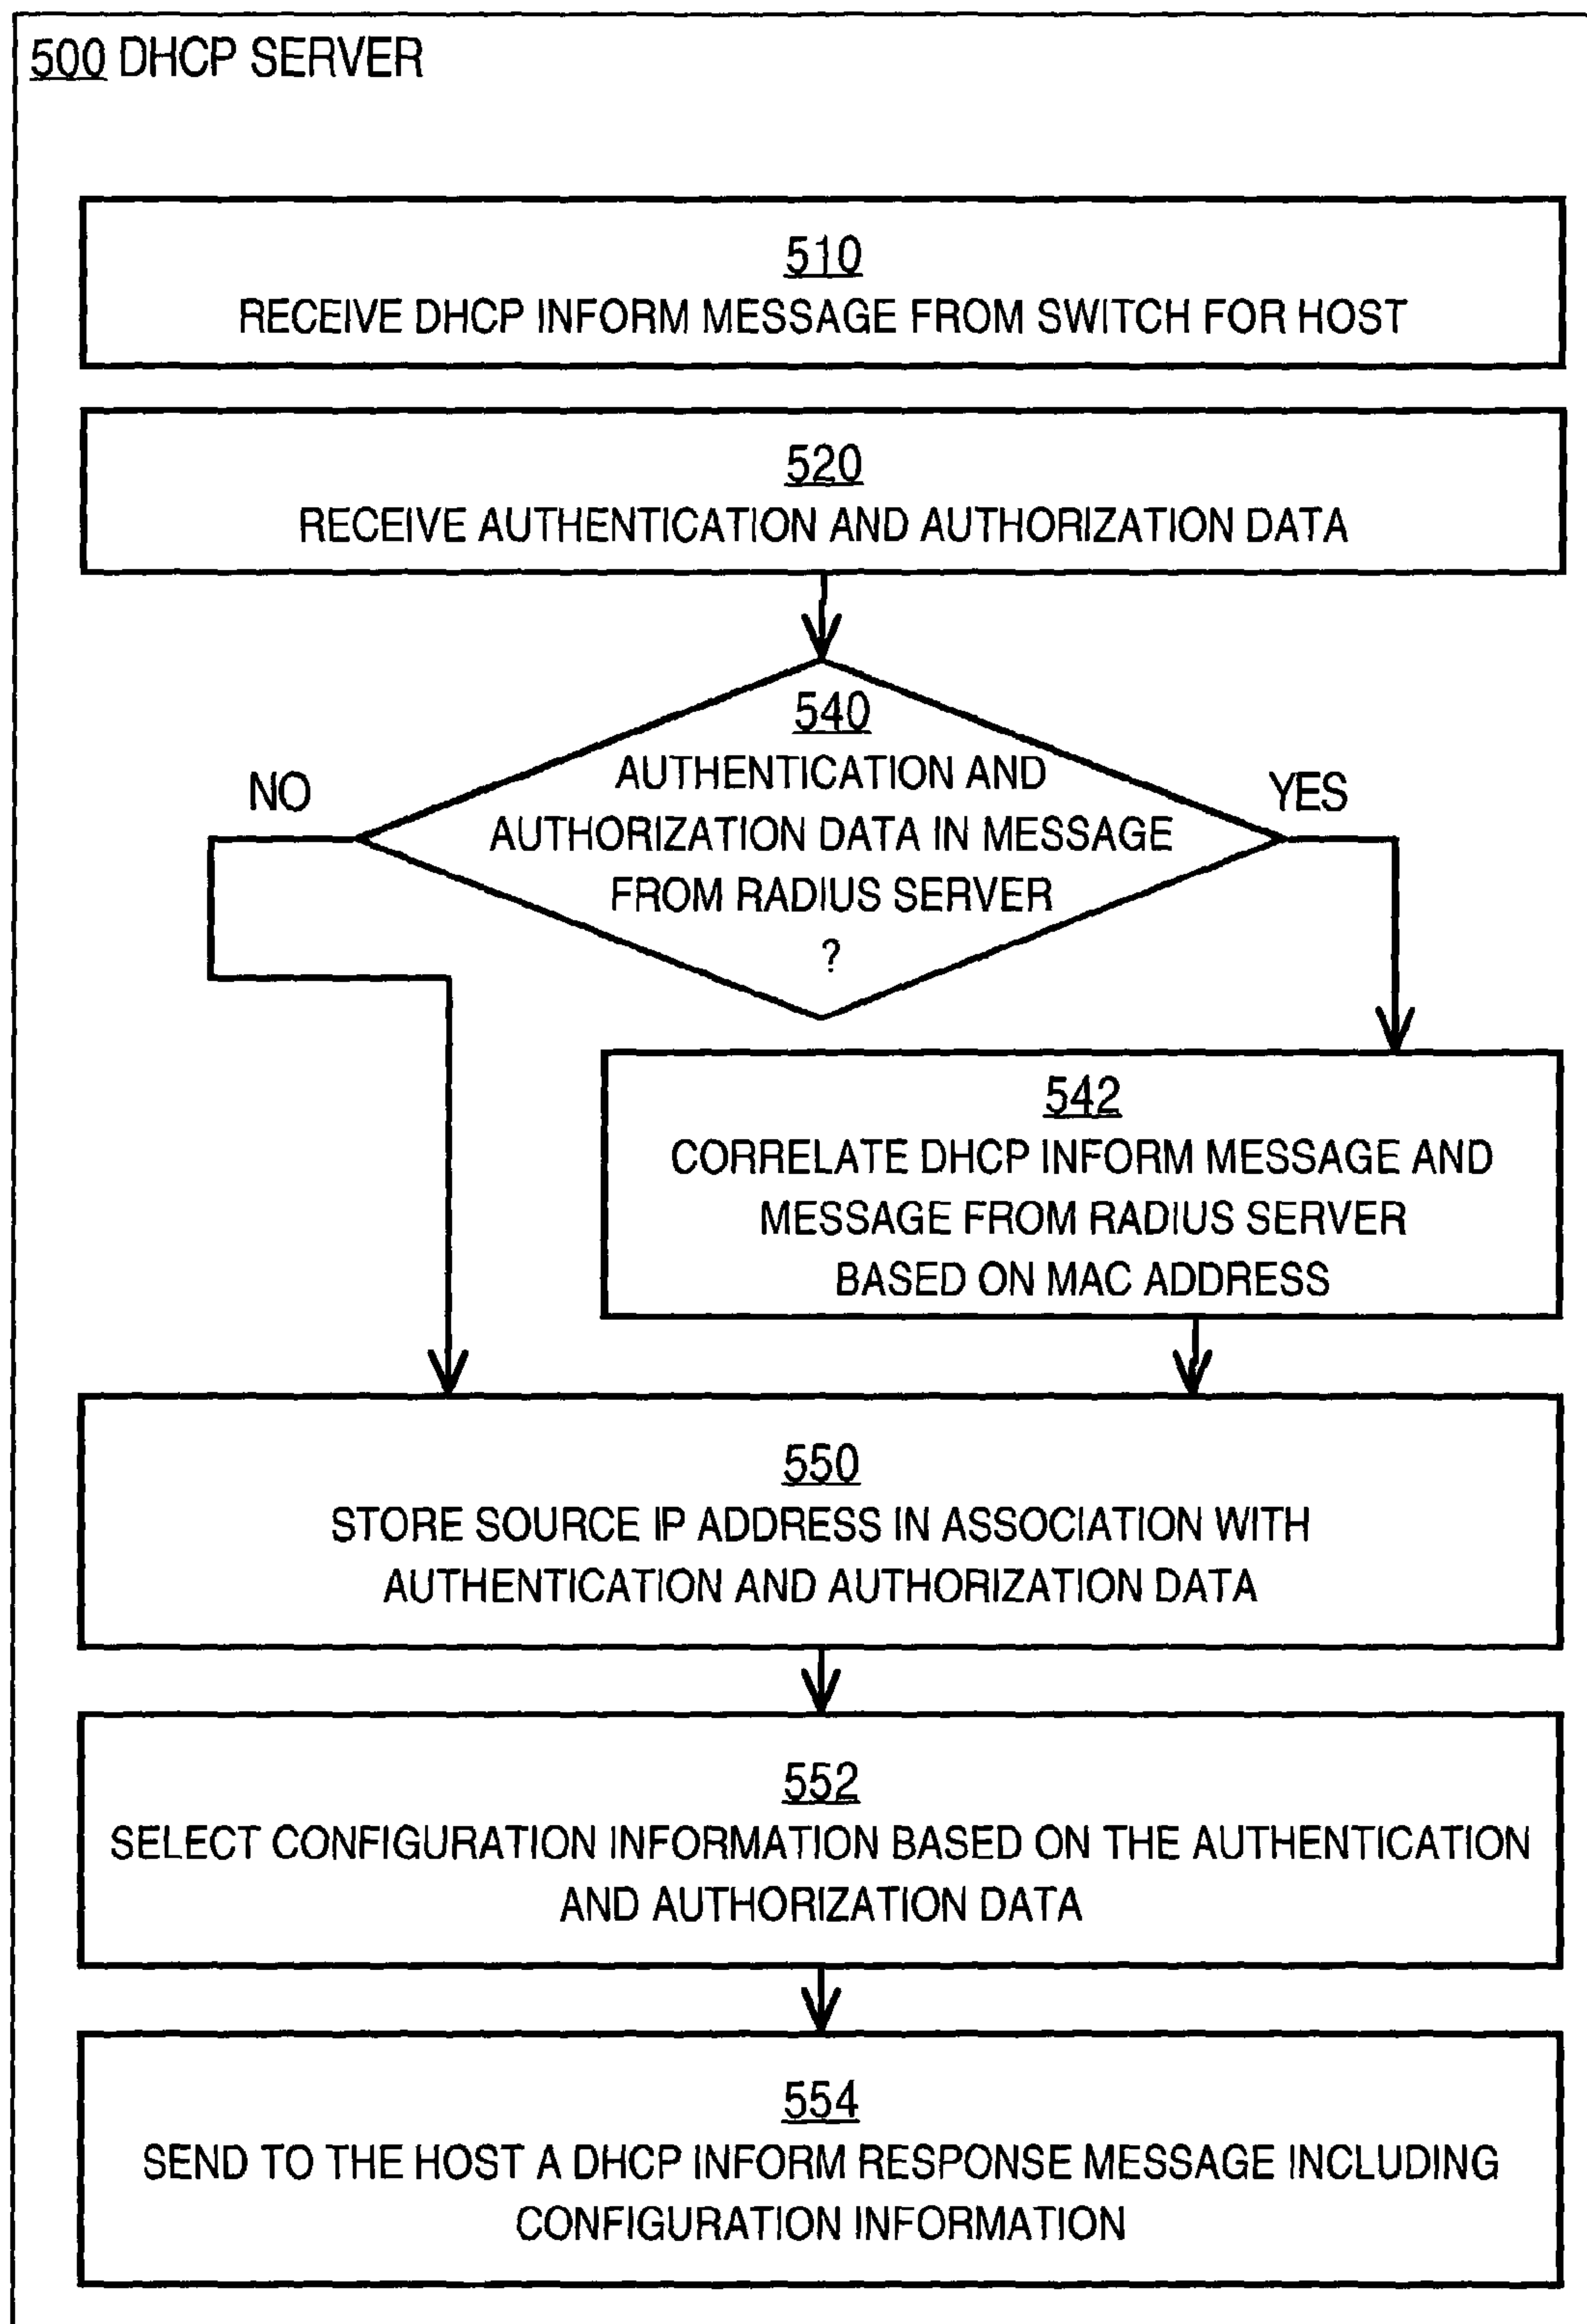 500 DHCP SERVER
510
RECEIVE DHCP INFORM MESSAGE FROM SWITCH FOR HOST
520
RECEIVE AUTHENTICATION AND AUTHORIZATION DATA
540
AUTHENTICATION AND
AUTHORIZATION DATA IN MESSAGE
FROM RADIUS SERVER
?
NO
YES
542
CORRELATE DHCP INFORM MESSAGE AND
MESSAGE FROM RADIUS SERVER
BASED ON MAC ADDRESS
550
STORE SOURCE IP ADDRESS IN ASSOCIATION WITH
AUTHENTICATION AND AUTHORIZATION DATA
552
SELECT CONFIGURATION INFORMATION BASED ON THE AUTHENTICATION
AND AUTHORIZATION DATA
554
SEND TO THE HOST A DHCP INFORM RESPONSE MESSAGE INCLUDING
CONFIGURATION INFORMATION